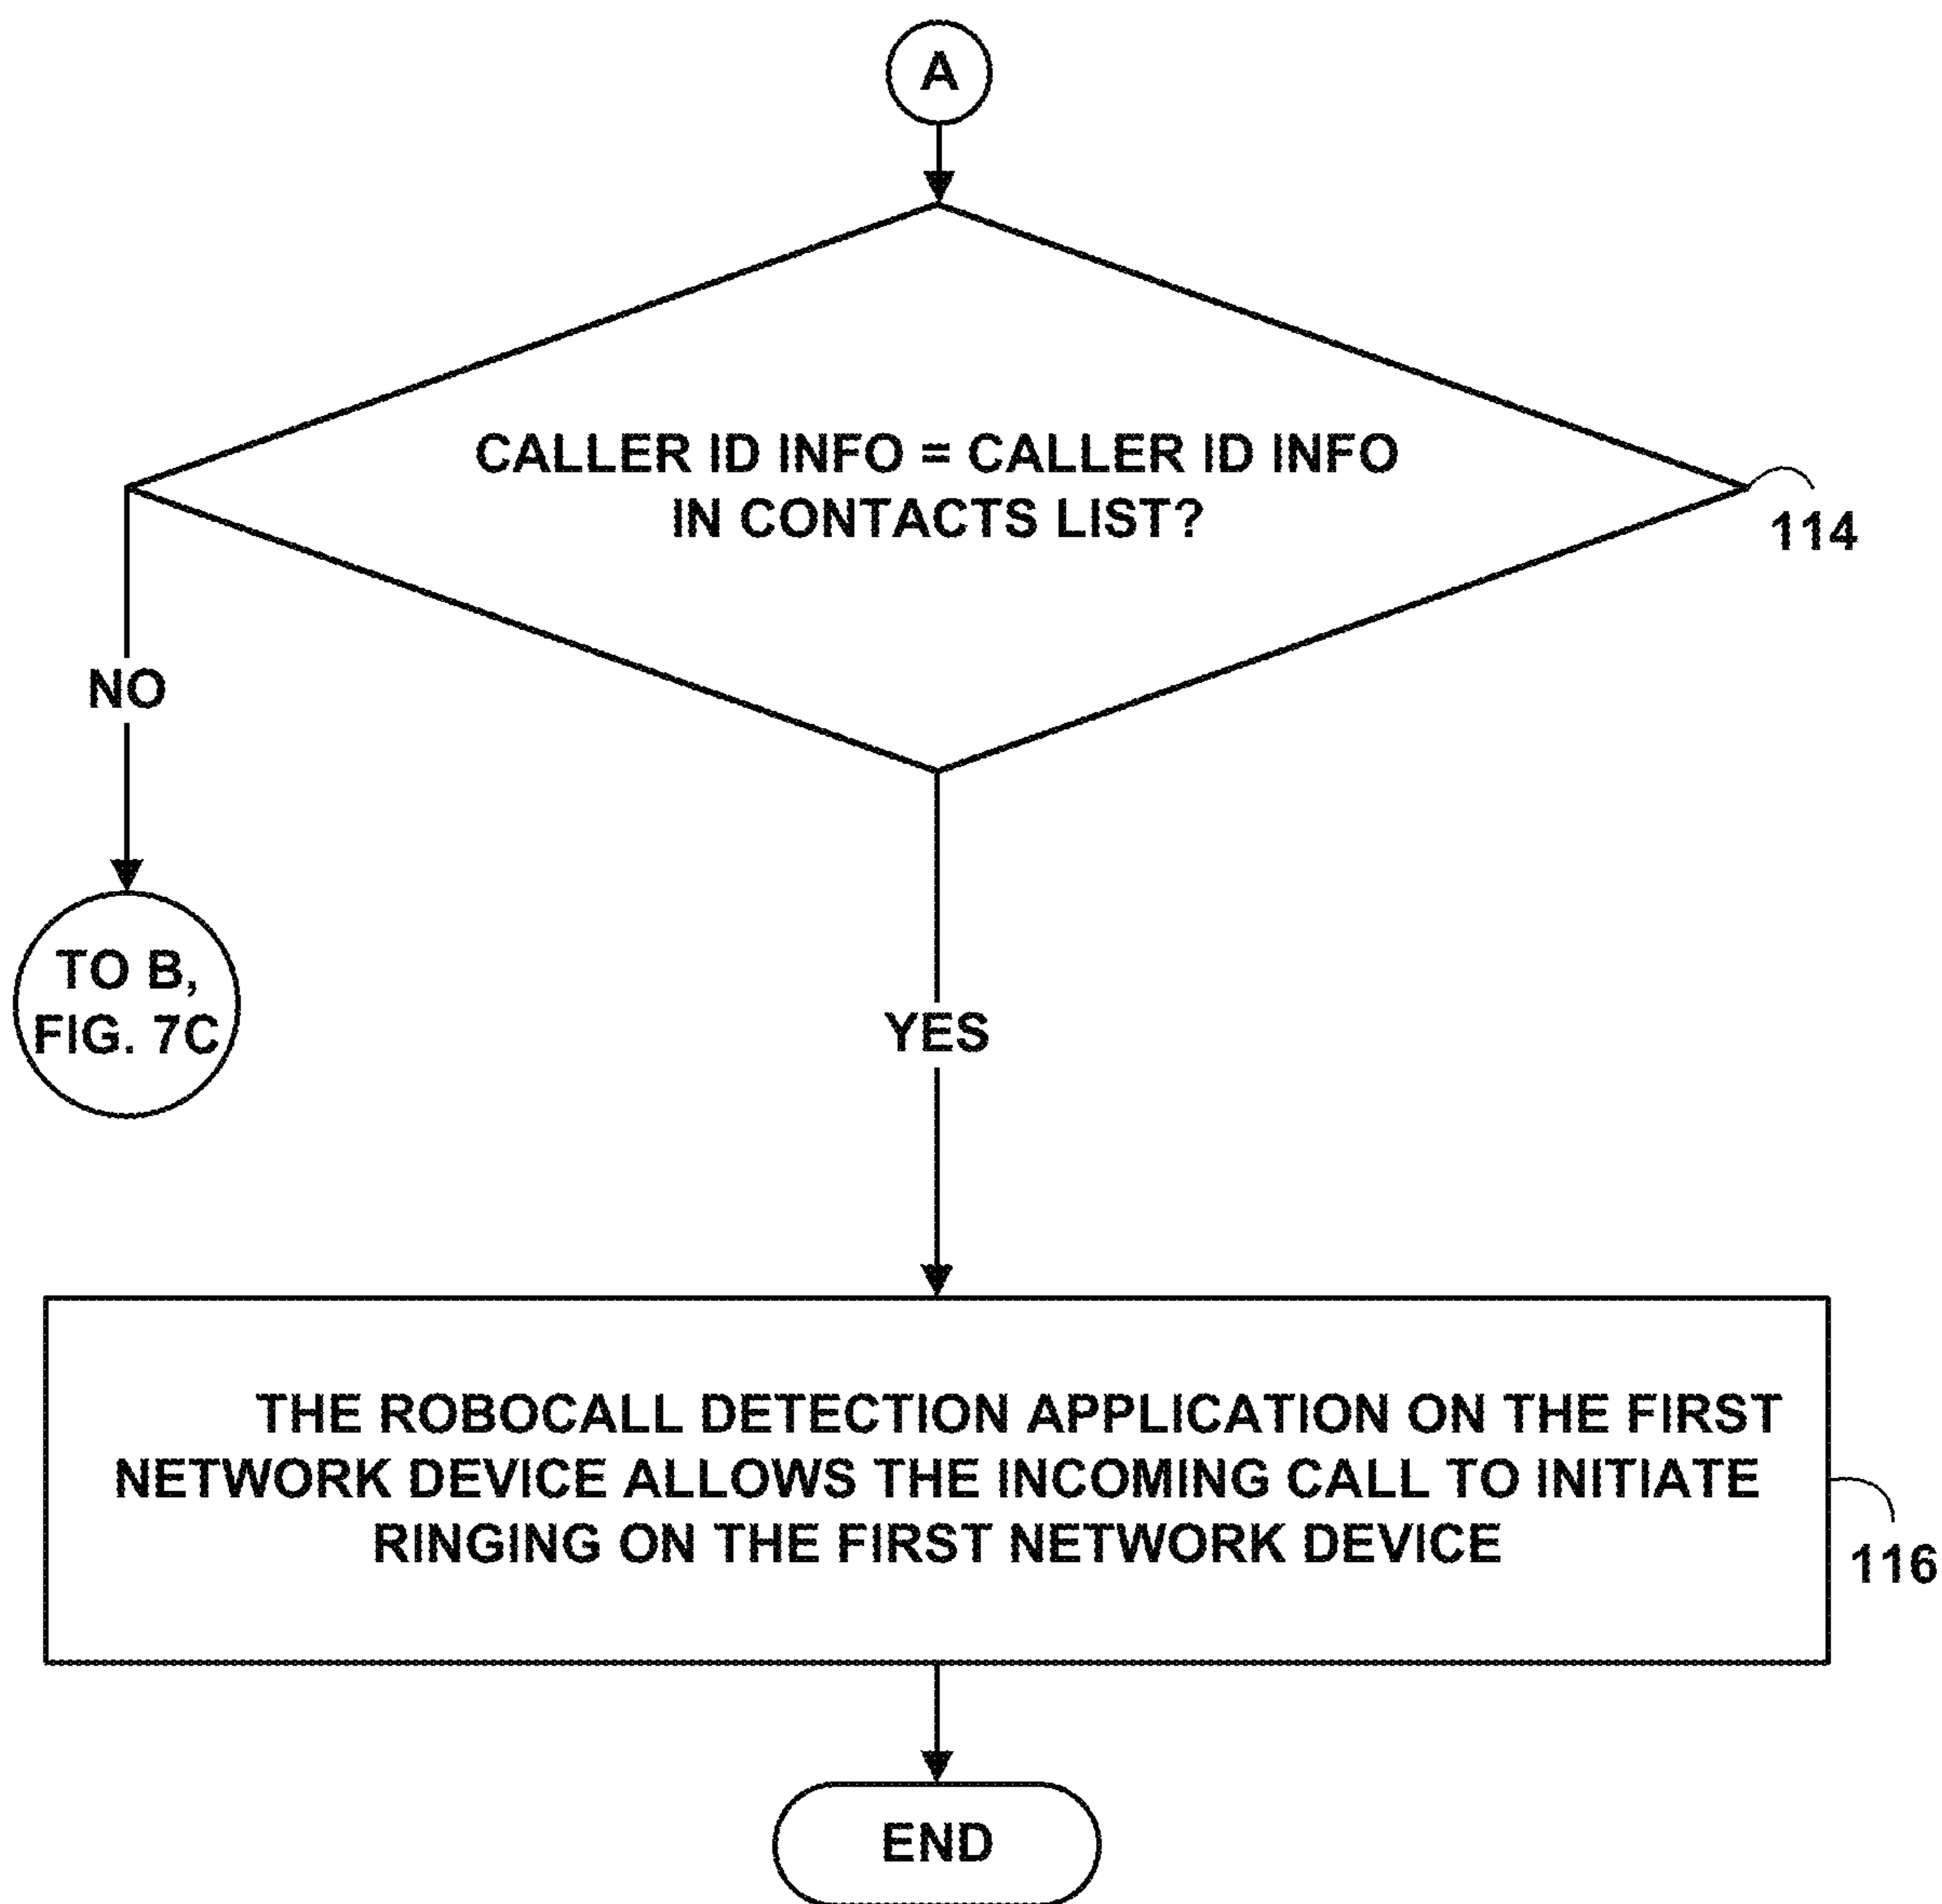 A
CALLER ID INFO = CALLER ID INFO
IN CONTACTS LIST?
114
NO
TO B,
FIG. 7C
YES
THE ROBOCALL DETECTION APPLICATION ON THE FIRST
NETWORK DEVICE ALLOWS THE INCOMING CALL TO INITIATE
RINGING ON THE FIRST NETWORK DEVICE
116
END